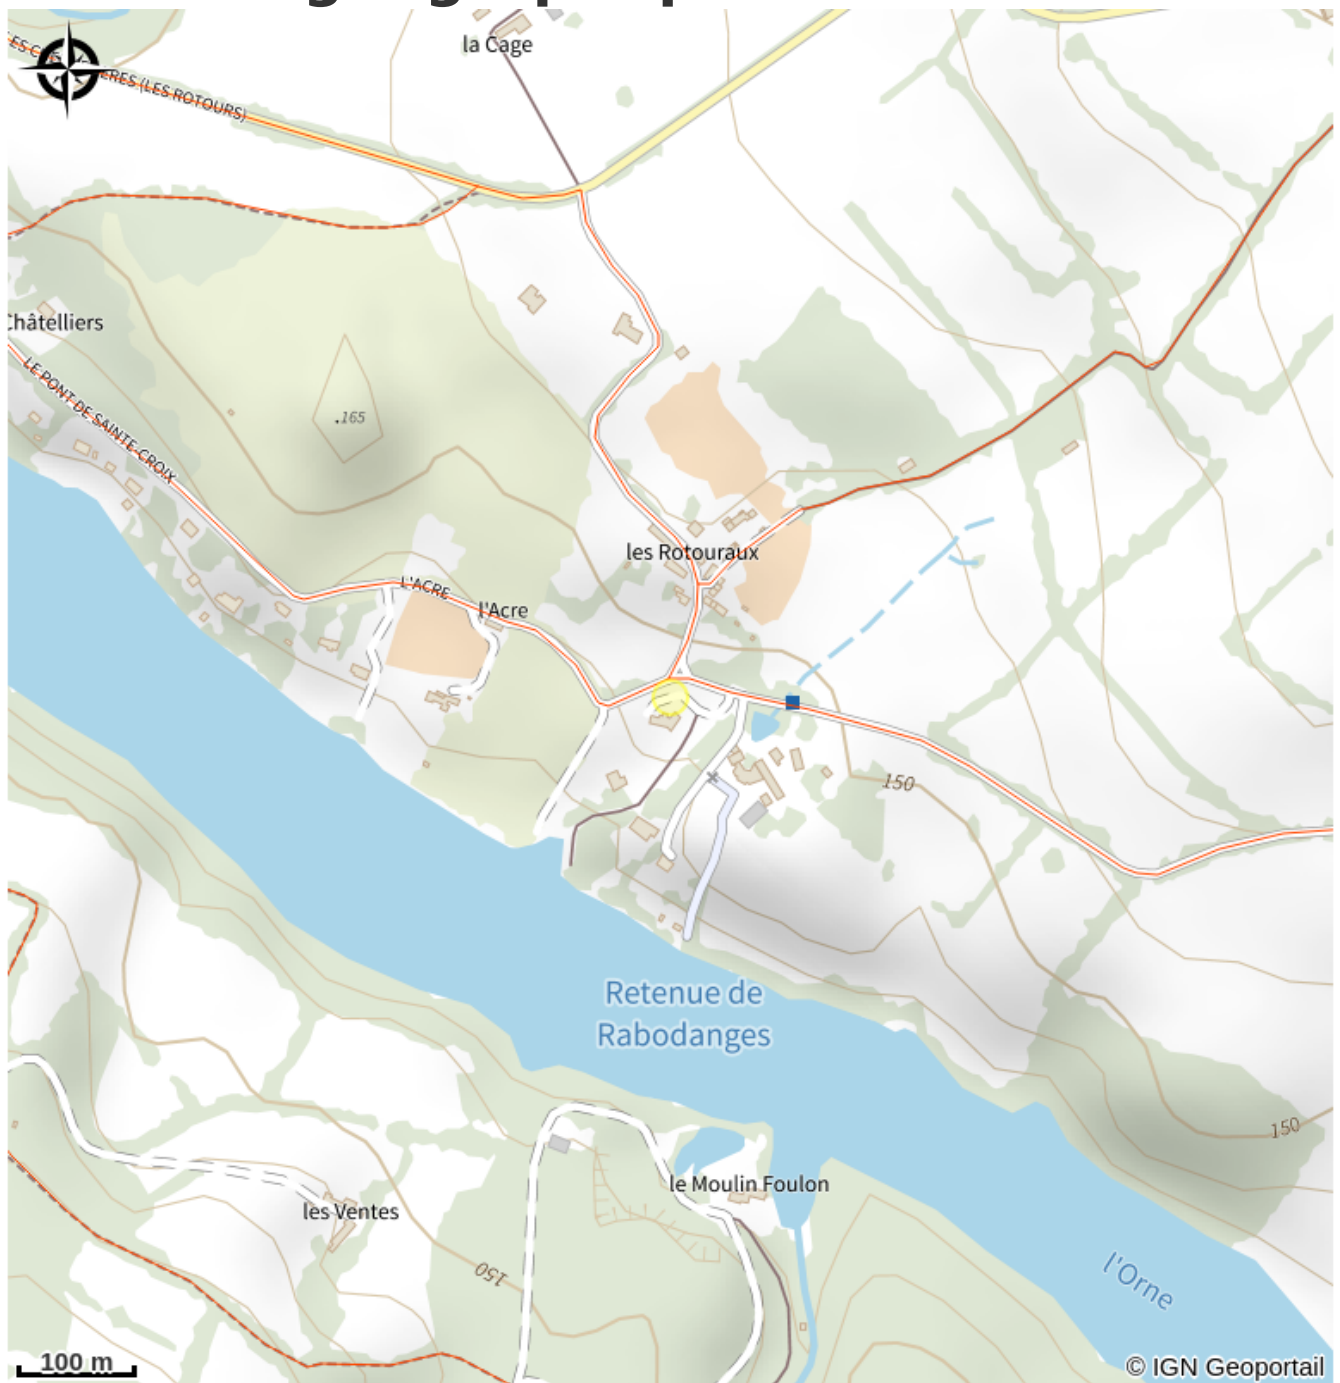 la Cage
ÈRES (LES ROTOURS)
Châtelliers
LE PONT DE SAINTE-CROIX
165
les Rotouraux
L'ACRE
l'Acre
150
Retenue de
Rabodanges
150
le Moulin Foulon
les Ventes
150
l'Orne
100 m
© IGN Geoportail